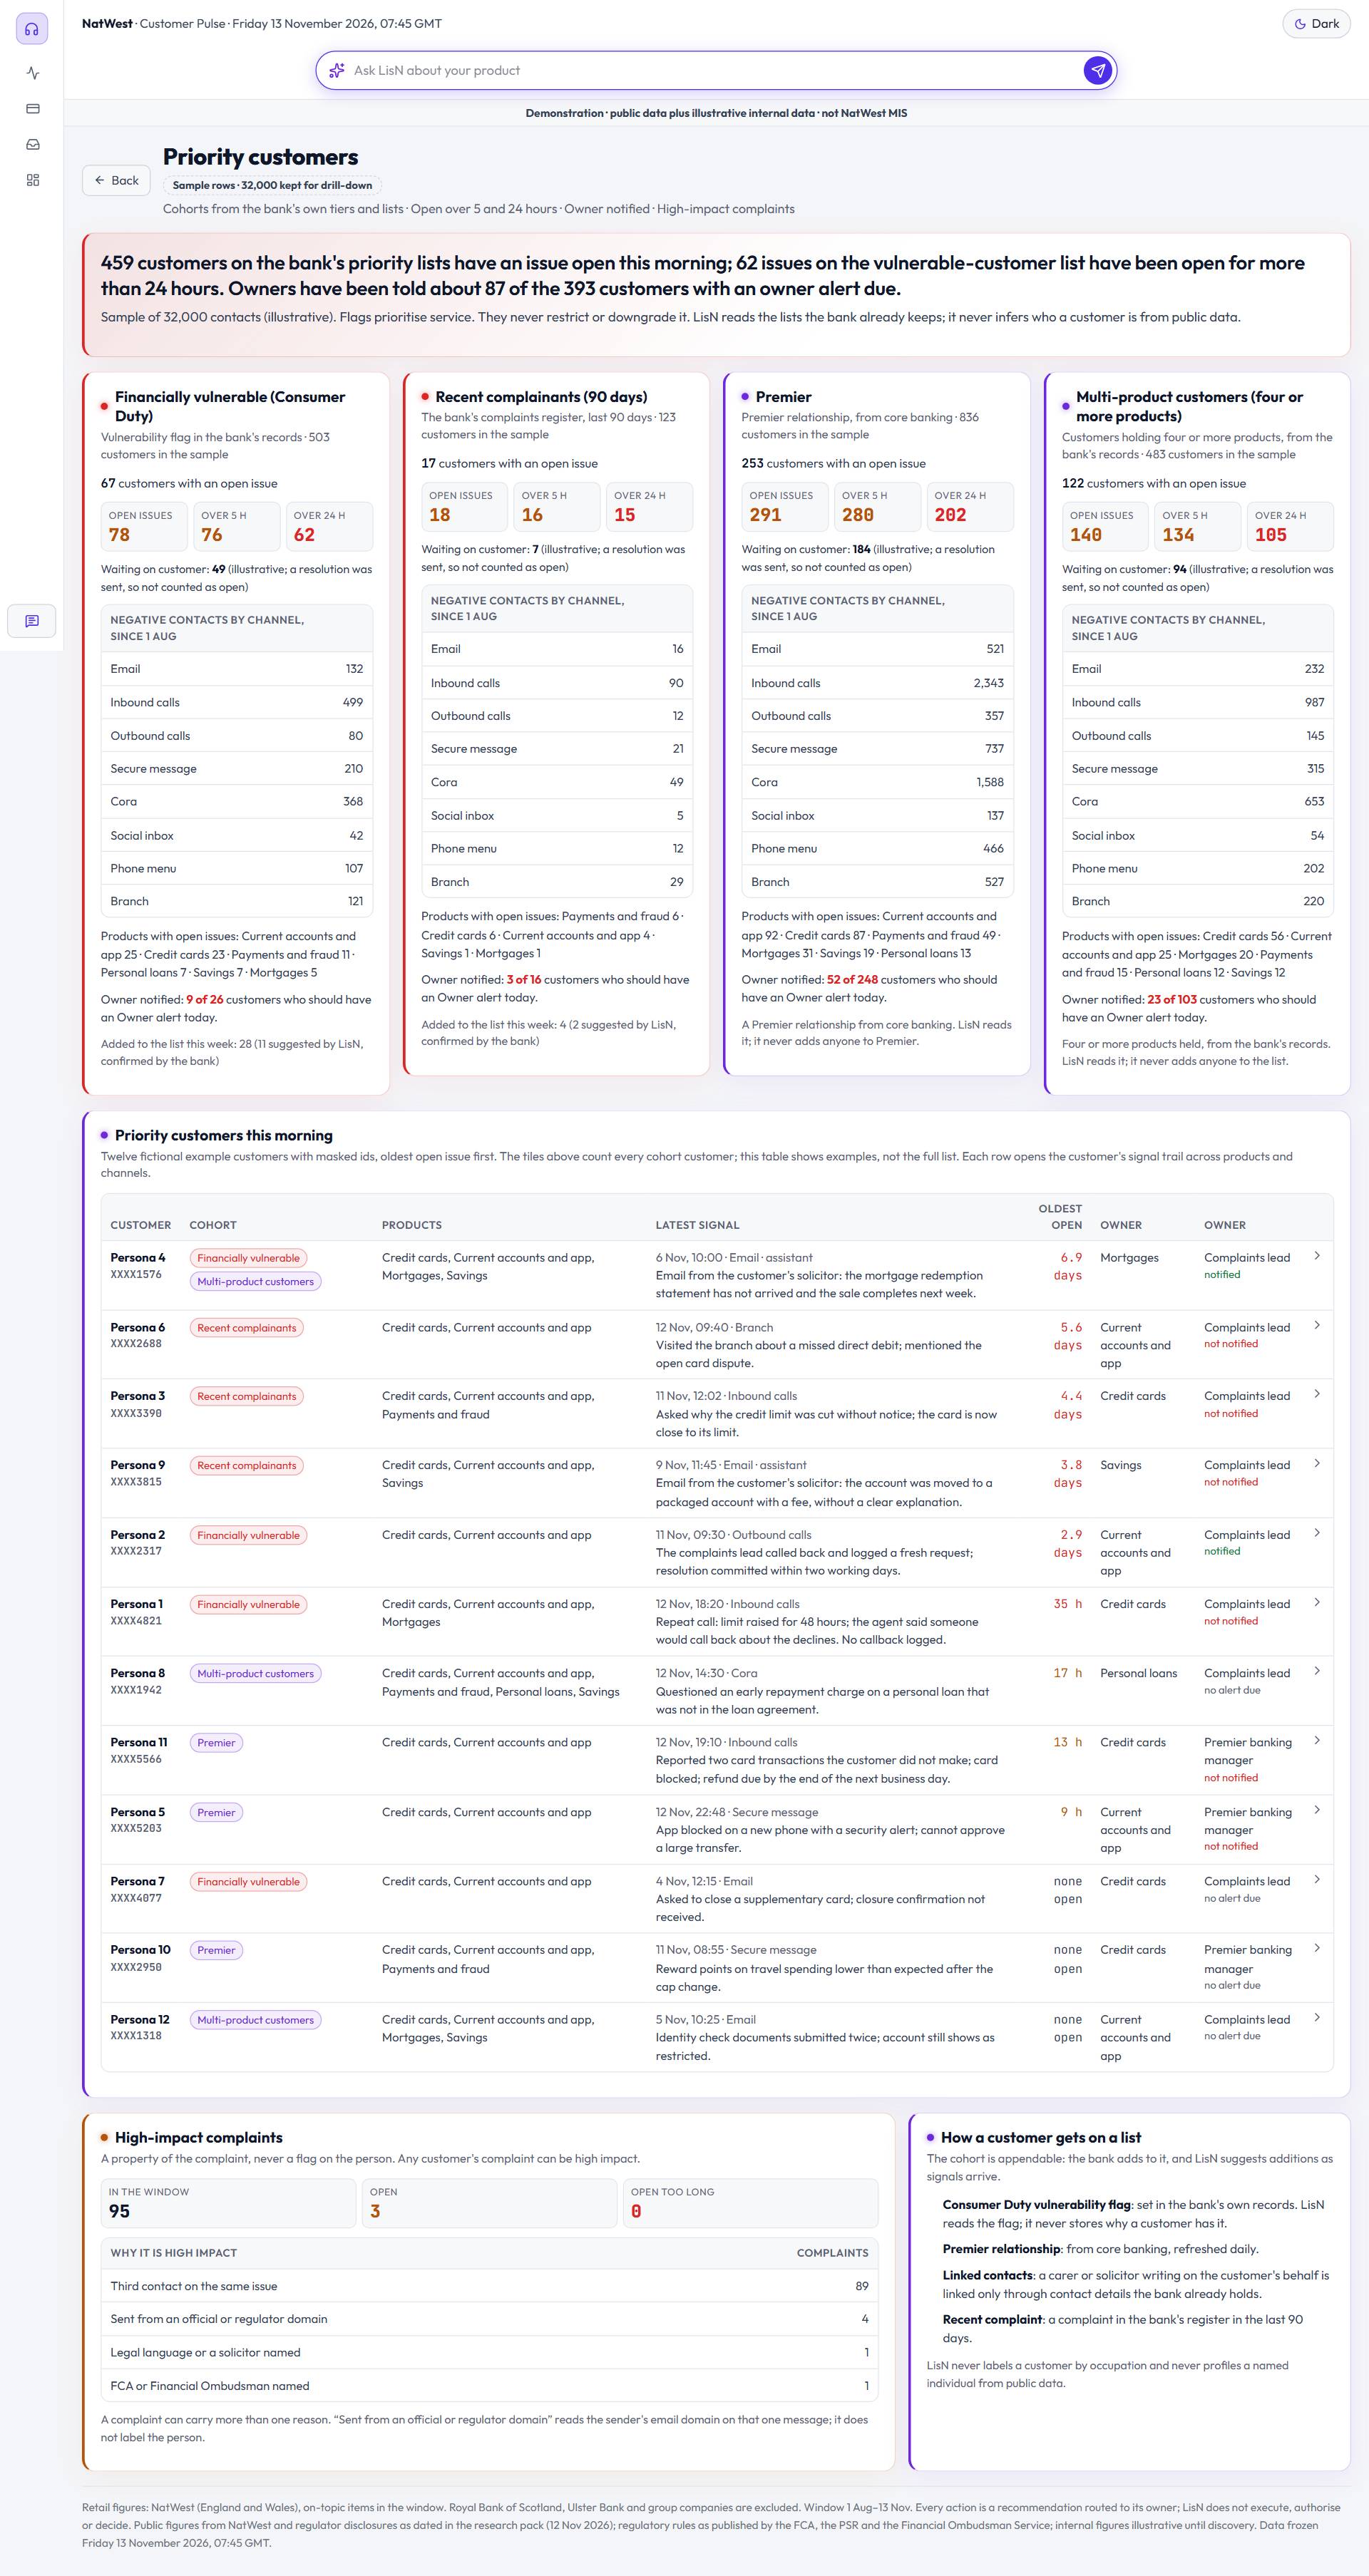 NatWest · Customer Pulse · Friday 13 November 2026, 07:45 GMT
Dark
Ask LisN about your product
Demonstration · public data plus illustrative internal data · not NatWest MIS
Back
Priority customers
Sample rows · 32,000 kept for drill-down
Cohorts from the bank's own tiers and lists · Open over 5 and 24 hours · Owner notified · High-impact complaints
459 customers on the bank's priority lists have an issue open this morning; 62 issues on the vulnerable-customer list have been open for more
than 24 hours. Owners have been told about 87 of the 393 customers with an owner alert due.
Sample of 32,000 contacts (illustrative). Flags prioritise service. They never restrict or downgrade it. LisN reads the lists the bank already keeps; it never infers who a customer is from public data.
Financially vulnerable (Consumer
Duty)
Vulnerability flag in the bank's records · 503
customers in the sample
67 customers with an open issue
OPEN ISSUES
78
OVER 5 H
76
OVER 24 H
62
Waiting on customer: 49 (illustrative; a resolution was
sent, so not counted as open)
NEGATIVE CONTACTS BY CHANNEL,
SINCE 1 AUG
Email 132
Inbound calls 499
Outbound calls 80
Secure message 210
Cora 368
Social inbox 42
Phone menu 107
Branch 121
Products with open issues: Current accounts and
app 25 · Credit cards 23 · Payments and fraud 11 ·
Personal loans 7 · Savings 7 · Mortgages 5
Owner notified: 9 of 26 customers who should have
an Owner alert today.
Added to the list this week: 28 (11 suggested by LisN,
confirmed by the bank)
Recent complainants (90 days)
The bank's complaints register, last 90 days · 123
customers in the sample
17 customers with an open issue
OPEN ISSUES
18
OVER 5 H
16
OVER 24 H
15
Waiting on customer: 7 (illustrative; a resolution was
sent, so not counted as open)
NEGATIVE CONTACTS BY CHANNEL,
SINCE 1 AUG
Email 16
Inbound calls 90
Outbound calls 12
Secure message 21
Cora 49
Social inbox 5
Phone menu 12
Branch 29
Products with open issues: Payments and fraud 6 ·
Credit cards 6 · Current accounts and app 4 ·
Savings 1 · Mortgages 1
Owner notified: 3 of 16 customers who should have
an Owner alert today.
Added to the list this week: 4 (2 suggested by LisN,
confirmed by the bank)
Premier
Premier relationship, from core banking · 836
customers in the sample
253 customers with an open issue
OPEN ISSUES
291
OVER 5 H
280
OVER 24 H
202
Waiting on customer: 184 (illustrative; a resolution
was sent, so not counted as open)
NEGATIVE CONTACTS BY CHANNEL,
SINCE 1 AUG
Email 521
Inbound calls 2,343
Outbound calls 357
Secure message 737
Cora 1,588
Social inbox 137
Phone menu 466
Branch 527
Products with open issues: Current accounts and
app 92 · Credit cards 87 · Payments and fraud 49 ·
Mortgages 31 · Savings 19 · Personal loans 13
Owner notified: 52 of 248 customers who should
have an Owner alert today.
A Premier relationship from core banking. LisN reads
it; it never adds anyone to Premier.
Multi-product customers (four or
more products)
Customers holding four or more products, from the
bank's records · 483 customers in the sample
122 customers with an open issue
OPEN ISSUES
140
OVER 5 H
134
OVER 24 H
105
Waiting on customer: 94 (illustrative; a resolution was
sent, so not counted as open)
NEGATIVE CONTACTS BY CHANNEL,
SINCE 1 AUG
Email 232
Inbound calls 987
Outbound calls 145
Secure message 315
Cora 653
Social inbox 54
Phone menu 202
Branch 220
Products with open issues: Credit cards 56 · Current
accounts and app 25 · Mortgages 20 · Payments
and fraud 15 · Personal loans 12 · Savings 12
Owner notified: 23 of 103 customers who should
have an Owner alert today.
Four or more products held, from the bank's records.
LisN reads it; it never adds anyone to the list.
Priority customers this morning
Twelve fictional example customers with masked ids, oldest open issue first. The tiles above count every cohort customer; this table shows examples, not the full list. Each row opens the customer's signal trail across products and
channels.
CUSTOMER COHORT PRODUCTS LATEST SIGNAL OLDEST OPEN OWNER OWNER
Persona 4
XXXX1576
Financially vulnerable
Multi-product customers
Credit cards, Current accounts and app,
Mortgages, Savings
6 Nov, 10:00 · Email · assistant
Email from the customer's solicitor: the mortgage redemption
statement has not arrived and the sale completes next week.
6.9
days
Mortgages
Complaints lead
notified
Persona 6
XXXX2688
Recent complainants
Credit cards, Current accounts and app
12 Nov, 09:40 · Branch
Visited the branch about a missed direct debit; mentioned the
open card dispute.
5.6
days
Current
accounts and
app
Complaints lead
not notified
Persona 3
XXXX3390
Recent complainants
Credit cards, Current accounts and app,
Payments and fraud
11 Nov, 12:02 · Inbound calls
Asked why the credit limit was cut without notice; the card is now
close to its limit.
4.4
days
Credit cards
Complaints lead
not notified
Persona 9
XXXX3815
Recent complainants
Credit cards, Current accounts and app,
Savings
9 Nov, 11:45 · Email · assistant
Email from the customer's solicitor: the account was moved to a
packaged account with a fee, without a clear explanation.
3.8
days
Savings
Complaints lead
not notified
Persona 2
XXXX2317
Financially vulnerable
Credit cards, Current accounts and app
11 Nov, 09:30 · Outbound calls
The complaints lead called back and logged a fresh request;
resolution committed within two working days.
2.9
days
Current
accounts and
app
Complaints lead
notified
Persona 1
XXXX4821
Financially vulnerable
Credit cards, Current accounts and app,
Mortgages
12 Nov, 18:20 · Inbound calls
Repeat call: limit raised for 48 hours; the agent said someone
would call back about the declines. No callback logged.
35 h
Credit cards
Complaints lead
not notified
Persona 8
XXXX1942
Multi-product customers
Credit cards, Current accounts and app,
Payments and fraud, Personal loans, Savings
12 Nov, 14:30 · Cora
Questioned an early repayment charge on a personal loan that
was not in the loan agreement.
17 h
Personal loans
Complaints lead
no alert due
Persona 11
XXXX5566
Premier
Credit cards, Current accounts and app
12 Nov, 19:10 · Inbound calls
Reported two card transactions the customer did not make; card
blocked; refund due by the end of the next business day.
13 h
Credit cards
Premier banking
manager
not notified
Persona 5
XXXX5203
Premier
Credit cards, Current accounts and app
12 Nov, 22:48 · Secure message
App blocked on a new phone with a security alert; cannot approve
a large transfer.
9 h
Current
accounts and
app
Premier banking
manager
not notified
Persona 7
XXXX4077
Financially vulnerable
Credit cards, Current accounts and app
4 Nov, 12:15 · Email
Asked to close a supplementary card; closure confirmation not
received.
none
open
Credit cards
Complaints lead
no alert due
Persona 10
XXXX2950
Premier
Credit cards, Current accounts and app,
Payments and fraud
11 Nov, 08:55 · Secure message
Reward points on travel spending lower than expected after the
cap change.
none
open
Credit cards
Premier banking
manager
no alert due
Persona 12
XXXX1318
Multi-product customers
Credit cards, Current accounts and app,
Mortgages, Savings
5 Nov, 10:25 · Email
Identity check documents submitted twice; account still shows as
restricted.
none
open
Current
accounts and
app
Complaints lead
no alert due
High-impact complaints
A property of the complaint, never a flag on the person. Any customer's complaint can be high impact.
IN THE WINDOW
95
OPEN
3
OPEN TOO LONG
0
WHY IT IS HIGH IMPACT COMPLAINTS
Third contact on the same issue 89
Sent from an official or regulator domain 4
Legal language or a solicitor named 1
FCA or Financial Ombudsman named 1
A complaint can carry more than one reason. “Sent from an official or regulator domain” reads the sender's email domain on that one message; it does
not label the person.
How a customer gets on a list
The cohort is appendable: the bank adds to it, and LisN suggests additions as
signals arrive.
Consumer Duty vulnerability flag: set in the bank's own records. LisN
reads the flag; it never stores why a customer has it.
Premier relationship: from core banking, refreshed daily.
Linked contacts: a carer or solicitor writing on the customer's behalf is
linked only through contact details the bank already holds.
Recent complaint: a complaint in the bank's register in the last 90
days.
LisN never labels a customer by occupation and never profiles a named
individual from public data.
Retail figures: NatWest (England and Wales), on-topic items in the window. Royal Bank of Scotland, Ulster Bank and group companies are excluded. Window 1 Aug–13 Nov. Every action is a recommendation routed to its owner; LisN does not execute, authorise
or decide. Public figures from NatWest and regulator disclosures as dated in the research pack (12 Nov 2026); regulatory rules as published by the FCA, the PSR and the Financial Ombudsman Service; internal figures illustrative until discovery. Data frozen
Friday 13 November 2026, 07:45 GMT.